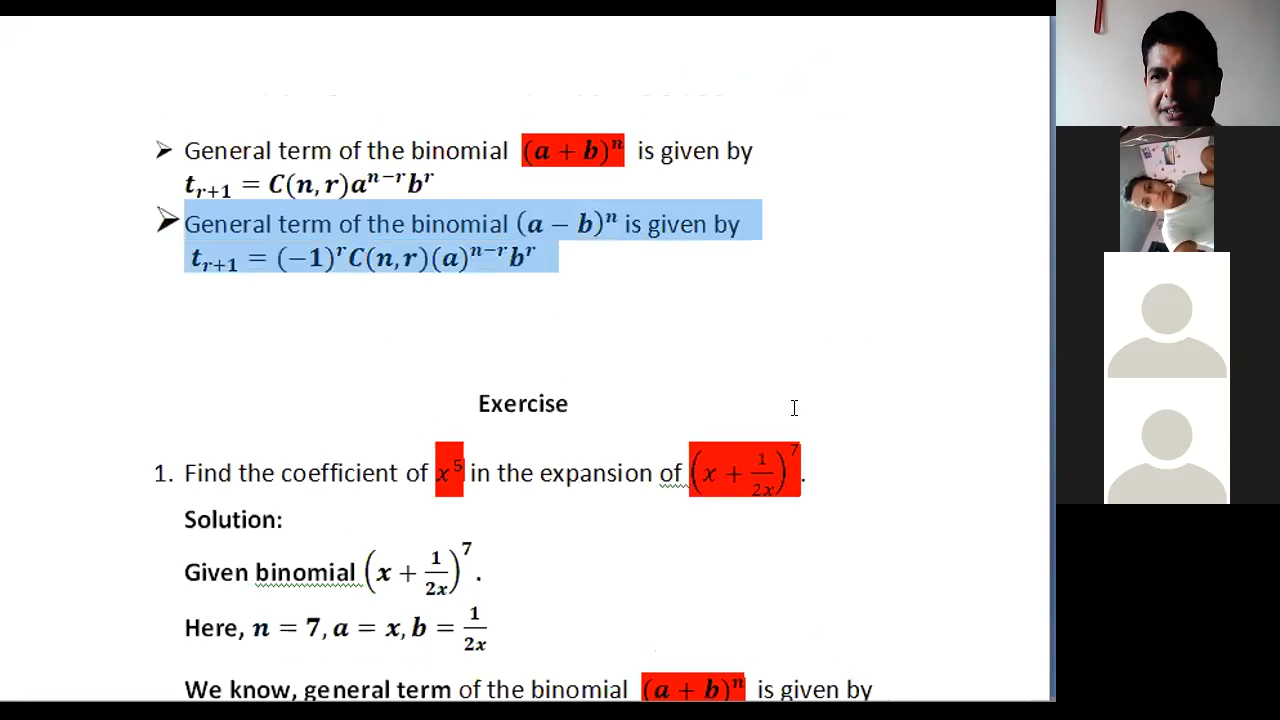 ➢ General term of the binomial (a + b)ⁿ is given by
tᵣ₊₁ = C(n, r)aⁿ⁻ʳbʳ
➢ General term of the binomial (a − b)ⁿ is given by
tᵣ₊₁ = (−1)ʳC(n, r)(a)ⁿ⁻ʳbʳ
Exercise
1. Find the coefficient of x⁵ in the expansion of (x + 1/2x)⁷.
Solution:
Given binomial (x + 1/2x)⁷.
Here, n = 7, a = x, b = 1/2x
We know, general term of the binomial (a + b)ⁿ is given by